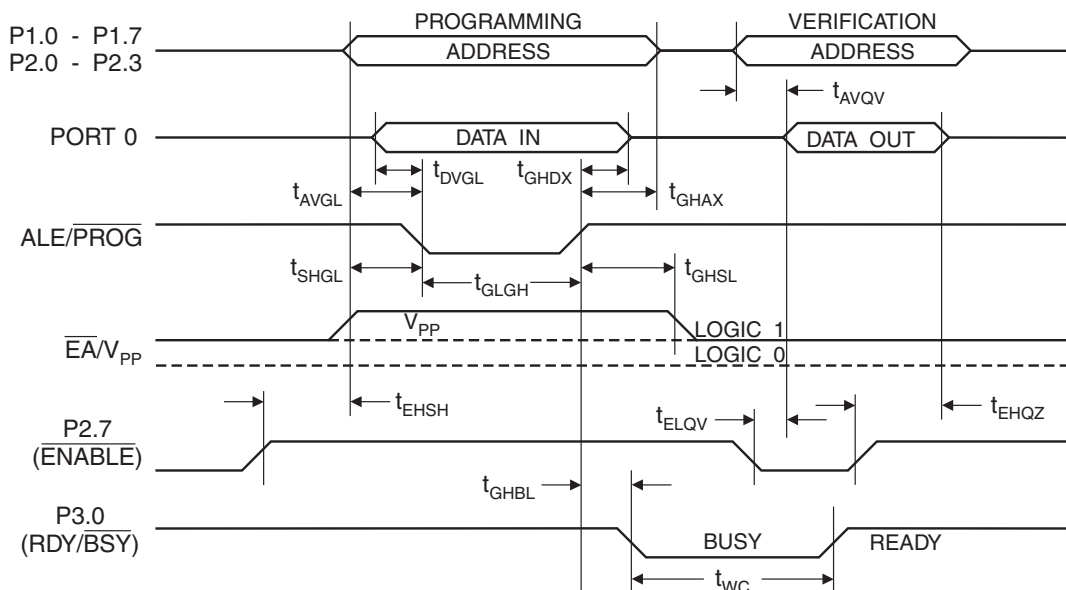 PROGRAMMING VERIFICATION
P1.0 - P1.7
P2.0 - P2.3
ADDRESS ADDRESS
tAVQV
PORT 0 DATA IN DATA OUT
tDVGL tGHDX
tAVGL tGHAX
ALE/PROG
tSHGL tGLGH tGHSL
VPP LOGIC 1
EA/VPP LOGIC 0
tEHSH tELQV tEHQZ
P2.7
(ENABLE)
tGHBL
P3.0
(RDY/BSY) BUSY READY
tWC